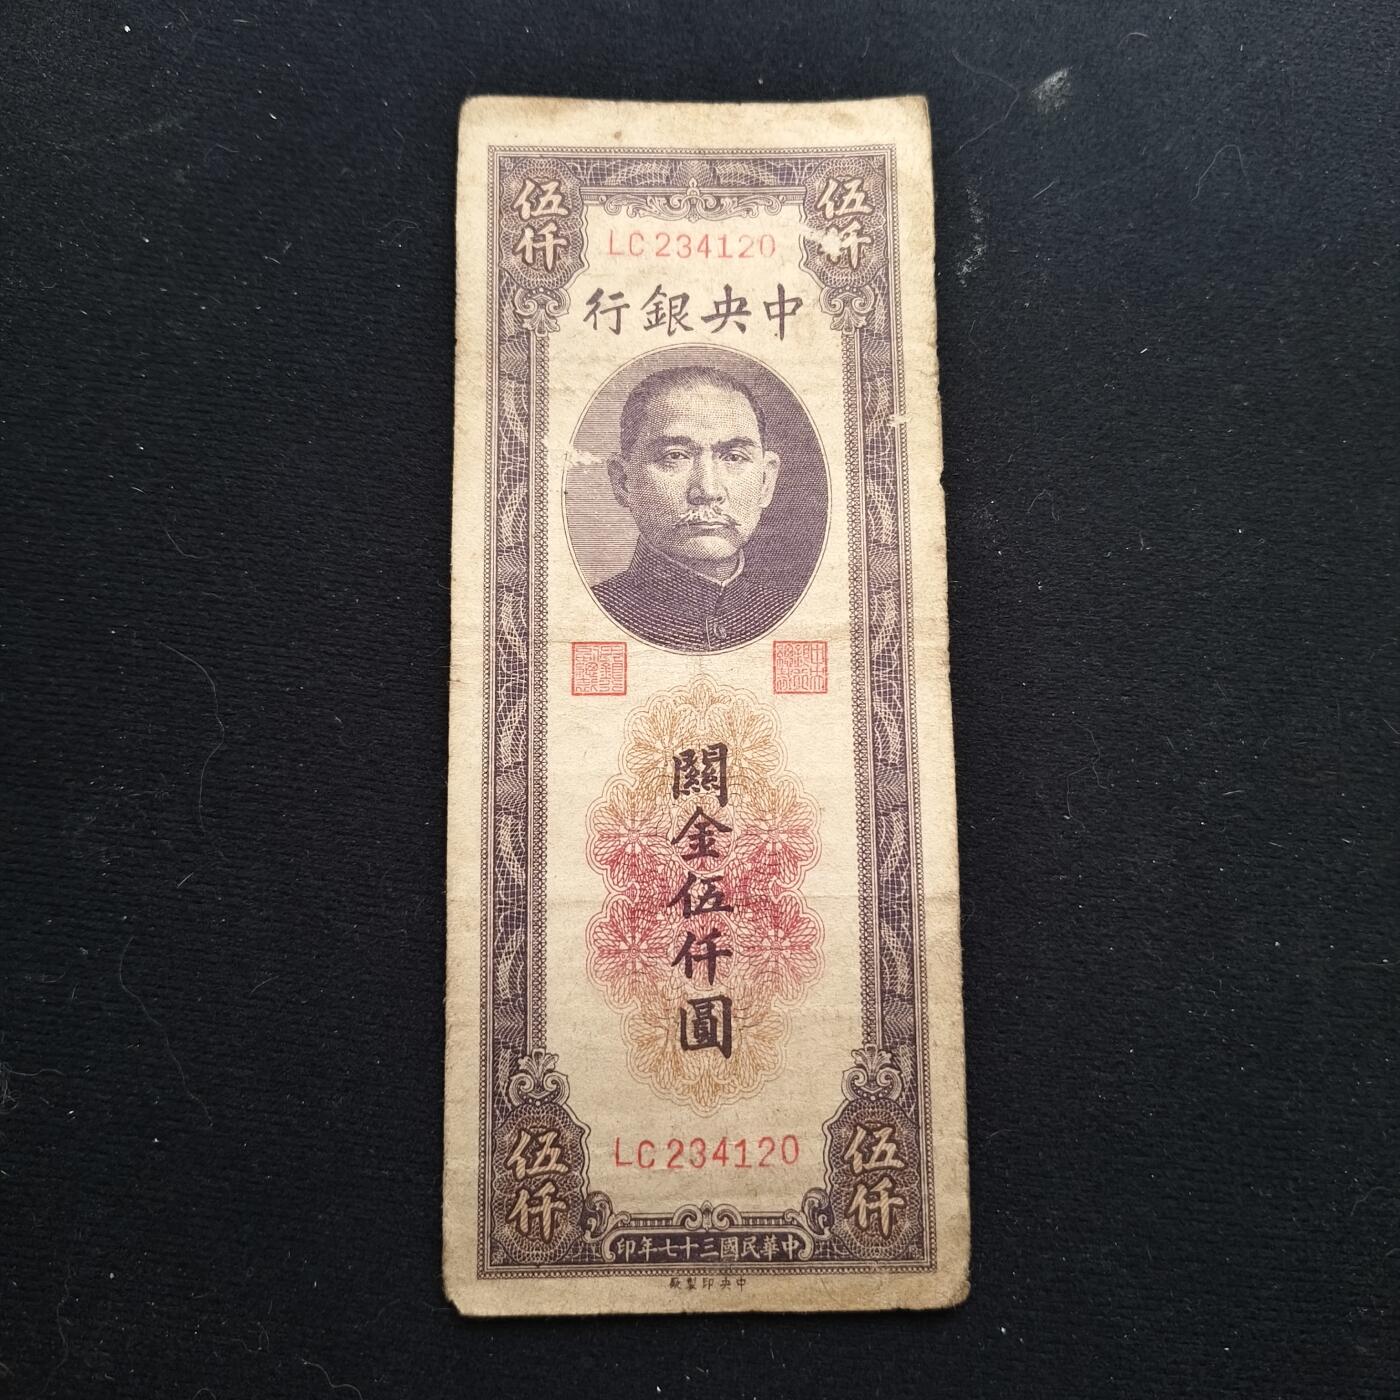 伍仟
伍仟
LC234120
行銀央中
關金伍仟圓
LC234120
伍仟
伍仟
印年七十三國民華中
廠製印央中